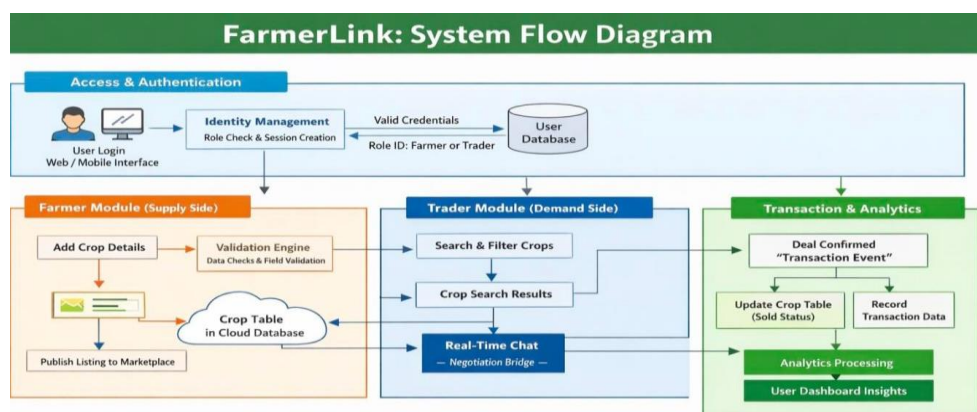 FarmerLink: System Flow Diagram
Access & Authentication
User Login
Web / Mobile Interface
Identity Management
Role Check & Session Creation
Valid Credentials
Role ID: Farmer or Trader
User
Database
Farmer Module (Supply Side)
Add Crop Details
Validation Engine
Data Checks & Field Validation
Crop Table
in Cloud Database
Publish Listing to Marketplace
Trader Module (Demand Side)
Search & Filter Crops
Crop Search Results
Real-Time Chat
— Negotiation Bridge —
Transaction & Analytics
Deal Confirmed
“Transaction Event”
Update Crop Table
(Sold Status)
Record
Transaction Data
Analytics Processing
User Dashboard Insights